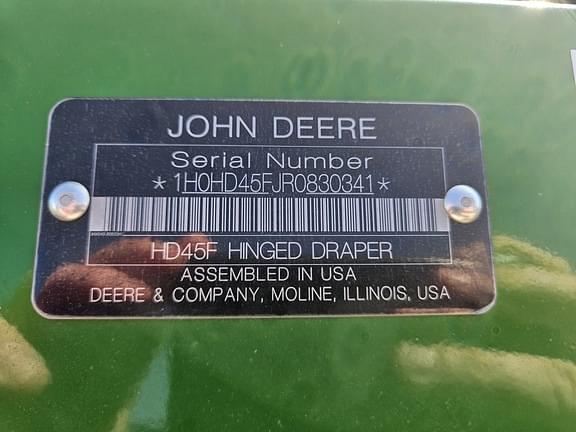 JOHN DEERE
Serial Number
*1H0HD45FJR0830341*
HD45F HINGED DRAPER
ASSEMBLED IN USA
DEERE & COMPANY, MOLINE, ILLINOIS, USA